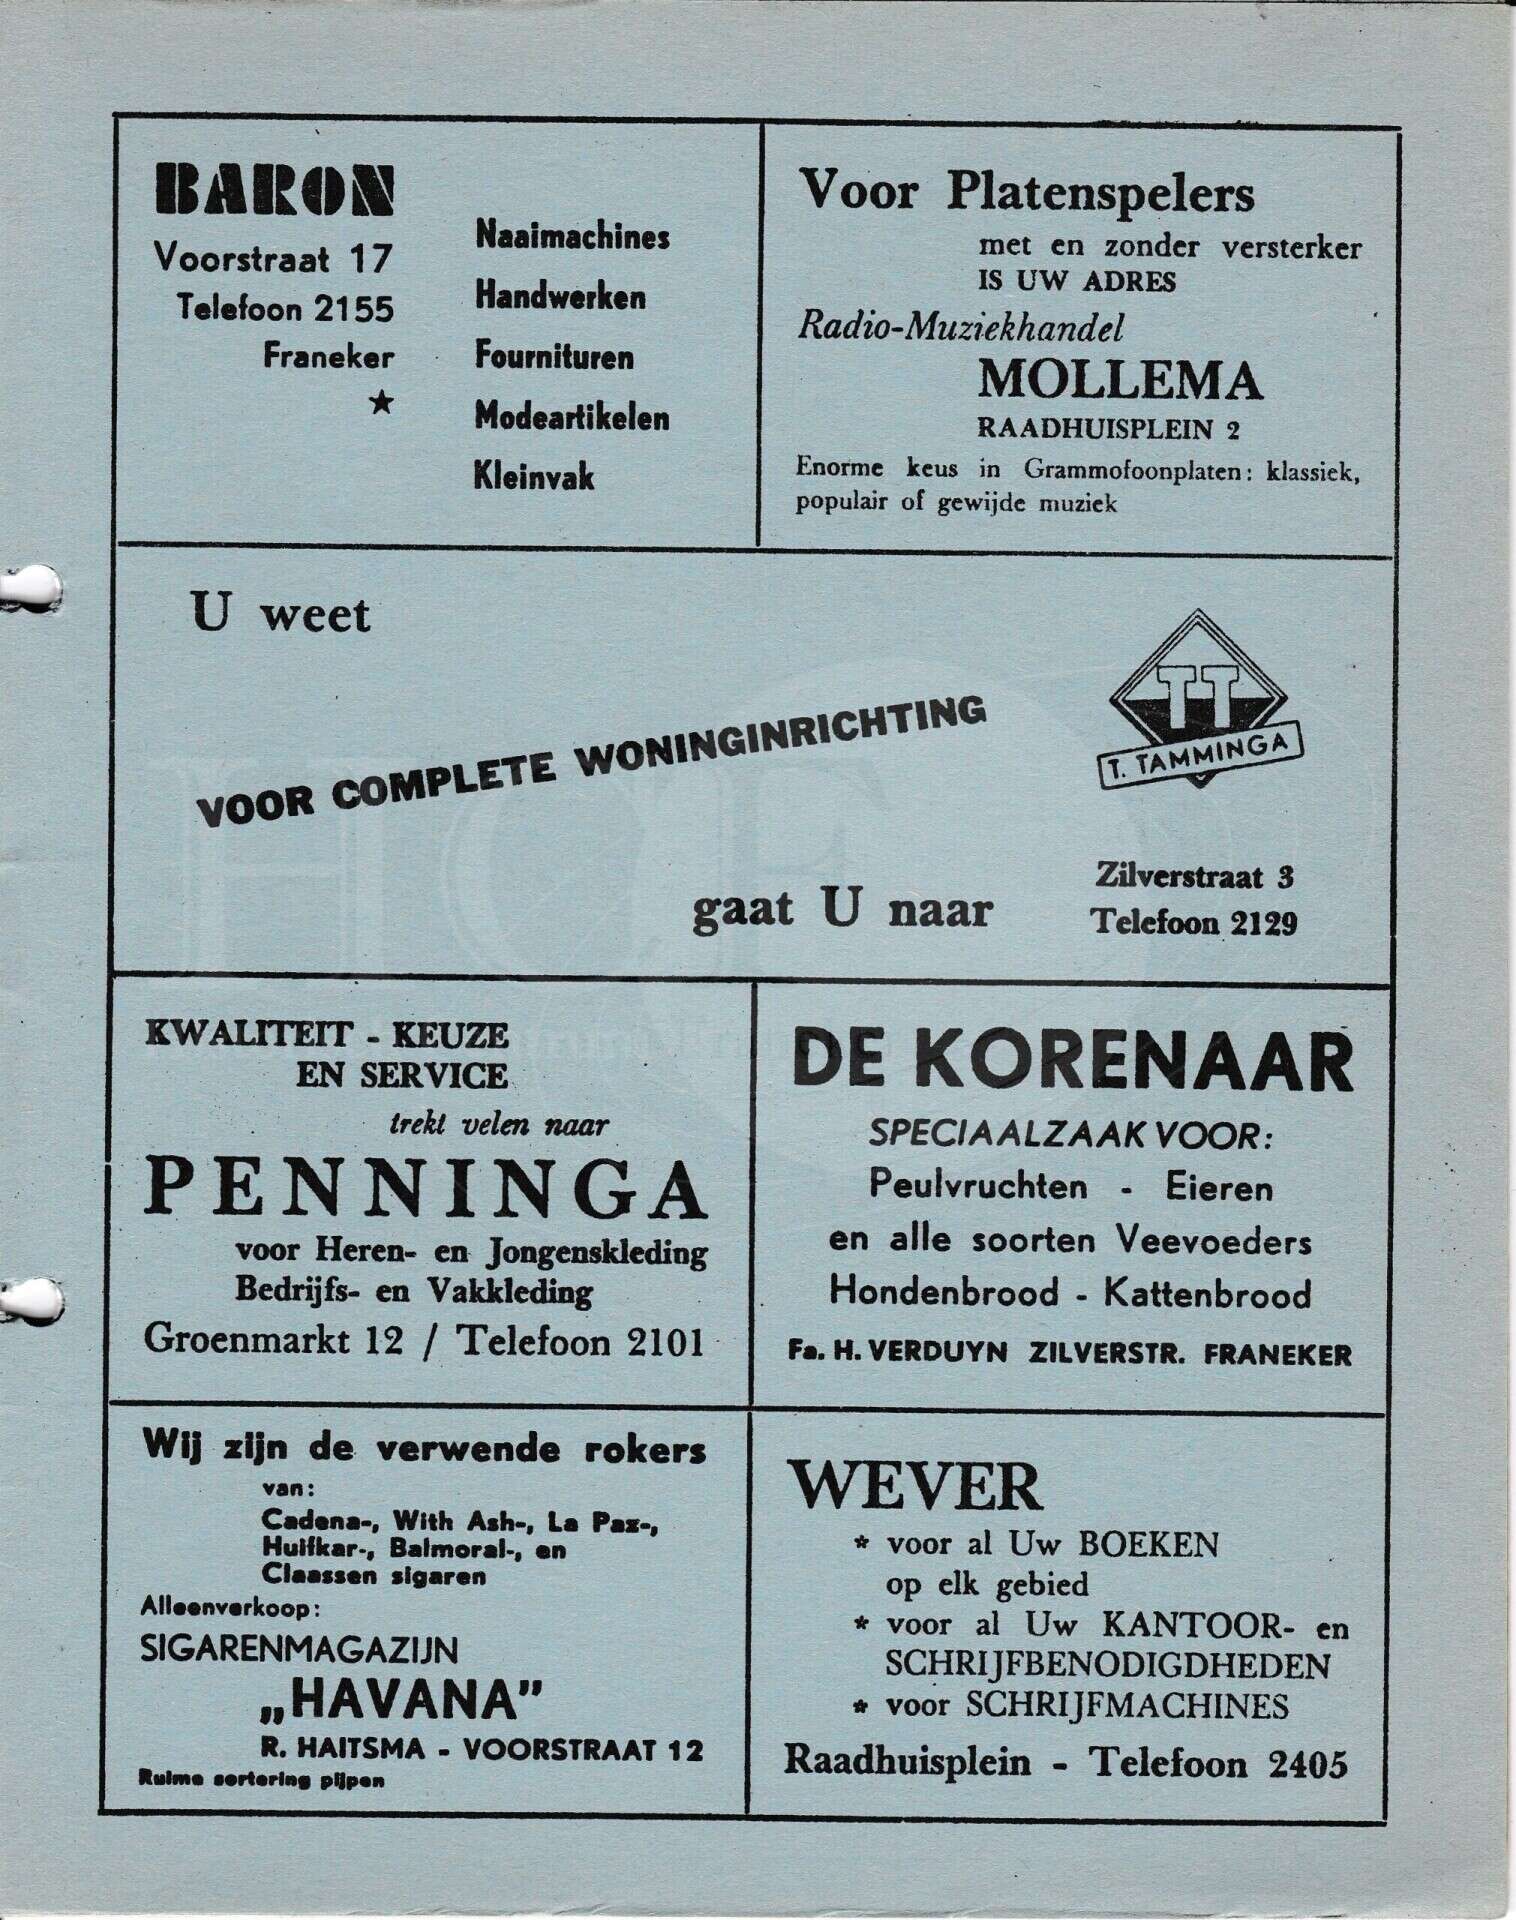 BARON
Voorstraat 17
Telefoon 2155
Franeker
Naaimachines
Handwerken
Fournituren
Modeartikelen
Kleinvak
Voor Platenspelers
met en zonder versterker
IS UW ADRES
Radio-Muziekhandel
MOLLEMA
RAADHUISPLEIN 2
Enorme keus in Grammofoonplaten: klassiek,
populair of gewijde muziek
U weet
VOOR COMPLETE WONINGINRICHTING
gaat U naar
TT
T. TAMMINGA
Zilverstraat 3
Telefoon 2129
KWALITEIT - KEUZE
EN SERVICE
trekt velen naar
PENNINGA
voor Heren- en Jongenskleding
Bedrijfs- en Vakkleding
Groenmarkt 12 / Telefoon 2101
DE KORENAAR
SPECIAALZAAK VOOR:
Peulvruchten - Eieren
en alle soorten Veevoeders
Hondenbrood - Kattenbrood
Fa. H. VERDUYN ZILVERSTR. FRANEKER
Wij zijn de verwende rokers
van:
Cadena-, With Ash-, La Paz-,
Huifkar-, Balmoral-, en
Claassen sigaren
Alleenverkoop:
SIGARENMAGAZIJN
„HAVANA"
R. HAITSMA - VOORSTRAAT 12
Ruime sortering pijpen
WEVER
* voor al Uw BOEKEN
op elk gebied
* voor al Uw KANTOOR- en
SCHRIJFBENODIGDHEDEN
* voor SCHRIJFMACHINES
Raadhuisplein - Telefoon 2405